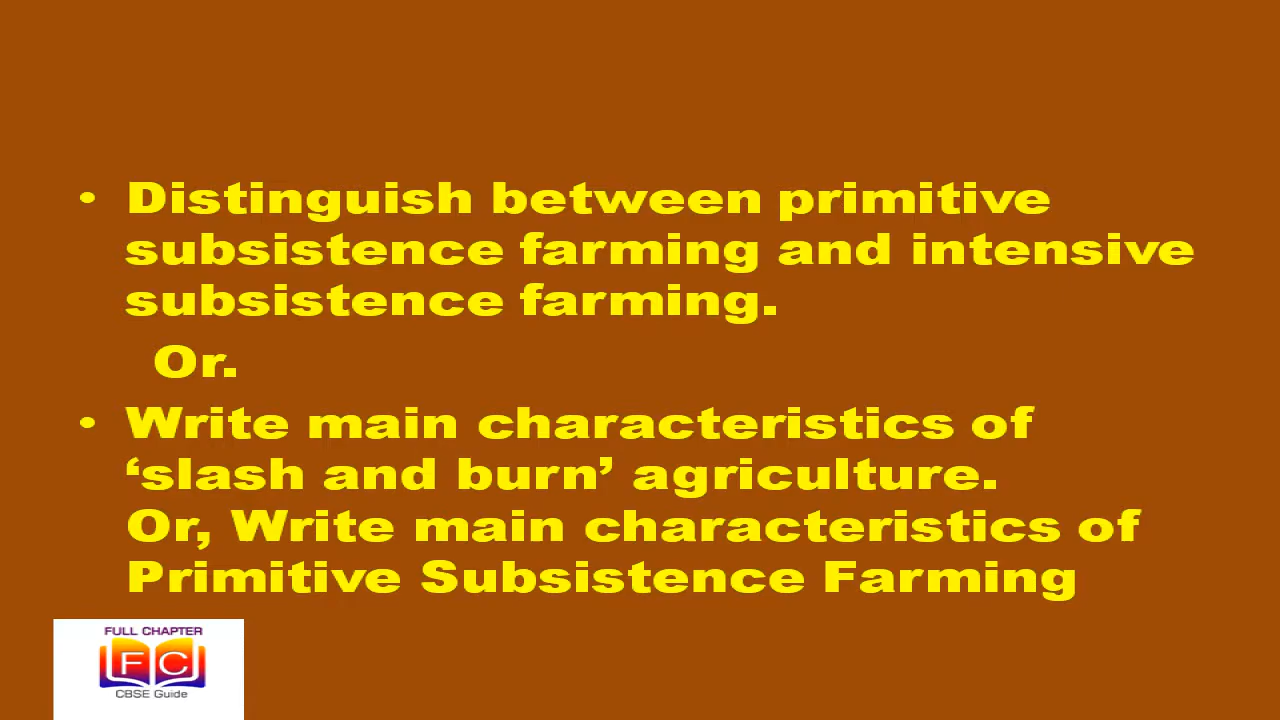 • Distinguish between primitive
subsistence farming and intensive
subsistence farming.
Or.
• Write main characteristics of
‘slash and burn’ agriculture.
Or, Write main characteristics of
Primitive Subsistence Farming
FULL CHAPTER
FC
CBSE Guide